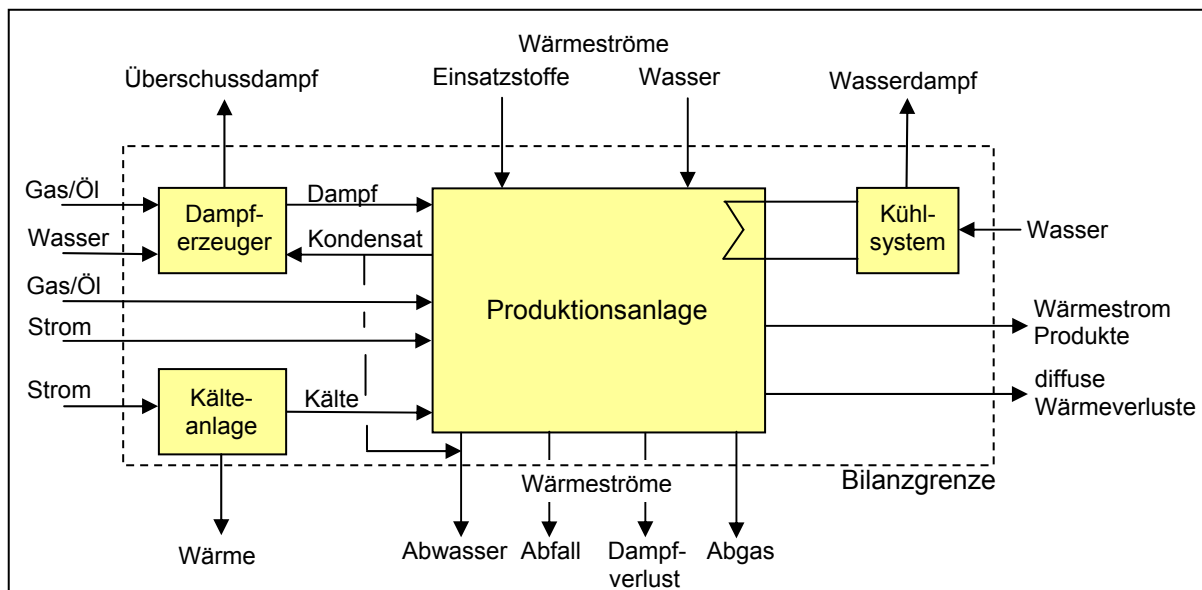 Wärmeströme
Überschussdampf
Einsatzstoffe
Wasser
Wasserdampf
Gas/Öl
Dampf-
erzeuger
Dampf
Kühl-
system
Wasser
Kondensat
Wasser
Gas/Öl
Produktionsanlage
Wärmestrom
Produkte
Strom
Strom
Kälte-
anlage
Kälte
diffuse
Wärmeverluste
Bilanzgrenze
Wärmeströme
Wärme
Abwasser
Abfall
Dampf-
verlust
Abgas